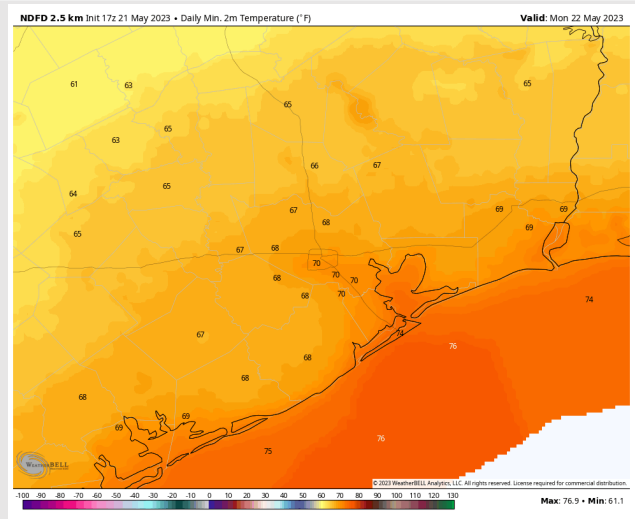 NDFD 2.5 km Init 17z 21 May 2023 • Daily Min. 2m Temperature (°F) Valid: Mon 22 May 2023
61 63 65
65
65
63
66 67
64 65
67 69 69
68 69
65
67 68
70
68 70 70
68 70
74
67 74
76
68
68
68
69
69
76
75
WEATHERBELL
© 2023 WeatherBELL Analytics, LLC. All rights reserved. License required for commercial distribution.
-100 -90 -80 -70 -60 -50 -40 -30 -20 -10 0 10 20 30 40 50 60 70 80 90 100 110 120 130
Max: 76.9 • Min: 61.1